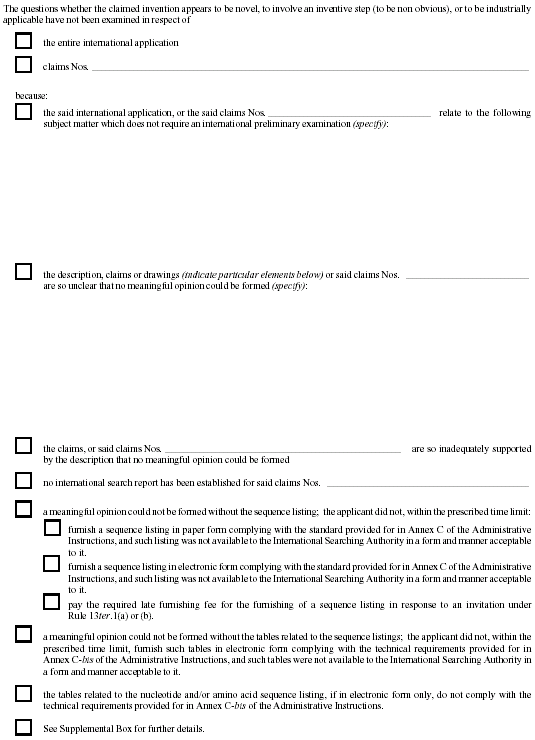 The questions whether the claimed invention appears to be novel, to involve an inventive step (to be non obvious), or to be industrially
applicable have not been examined in respect of
the entire international application
claims Nos.
because:
the said international application, or the said claims Nos. relate to the following
subject matter which does not require an international preliminary examination (specify):
the description, claims or drawings (indicate particular elements below) or said claims Nos.
are so unclear that no meaningful opinion could be formed (specify):
the claims, or said claims Nos. are so inadequately supported
by the description that no meaningful opinion could be formed
no international search report has been established for said claims Nos.
a meaningful opinion could not be formed without the sequence listing; the applicant did not, within the prescribed time limit:
furnish a sequence listing in paper form complying with the standard provided for in Annex C of the Administrative
Instructions, and such listing was not available to the International Searching Authority in a form and manner acceptable
to it.
furnish a sequence listing in electronic form complying with the standard provided for in Annex C of the Administrative
Instructions, and such listing was not available to the International Searching Authority in a form and manner acceptable
to it.
pay the required late furnishing fee for the furnishing of a sequence listing in response to an invitation under
Rule 13ter.1(a) or (b).
a meaningful opinion could not be formed without the tables related to the sequence listings; the applicant did not, within the
prescribed time limit, furnish such tables in electronic form complying with the technical requirements provided for in
Annex C-bis of the Administrative Instructions, and such tables were not available to the International Searching Authority in
a form and manner acceptable to it.
the tables related to the nucleotide and/or amino acid sequence listing, if in electronic form only, do not comply with the
technical requirements provided for in Annex C-bis of the Administrative Instructions.
See Supplemental Box for further details.